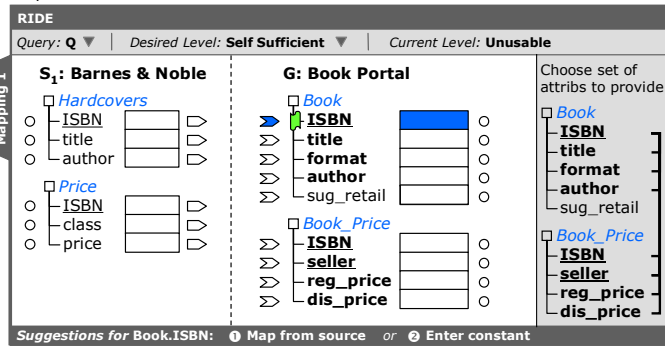 RIDE
Query: Q ▼ | Desired Level: Self Sufficient ▼ | Current Level: Unusable
Mapping 1
S1: Barnes & Noble
Hardcovers
ISBN
title
author
Price
ISBN
class
price
G: Book Portal
Book
ISBN
title
format
author
sug_retail
Book_Price
ISBN
seller
reg_price
dis_price
Choose set of
attribs to provide
Book
ISBN
title
format
author
sug_retail
Book_Price
ISBN
seller
reg_price
dis_price
Suggestions for Book.ISBN: ❶ Map from source or ❷ Enter constant